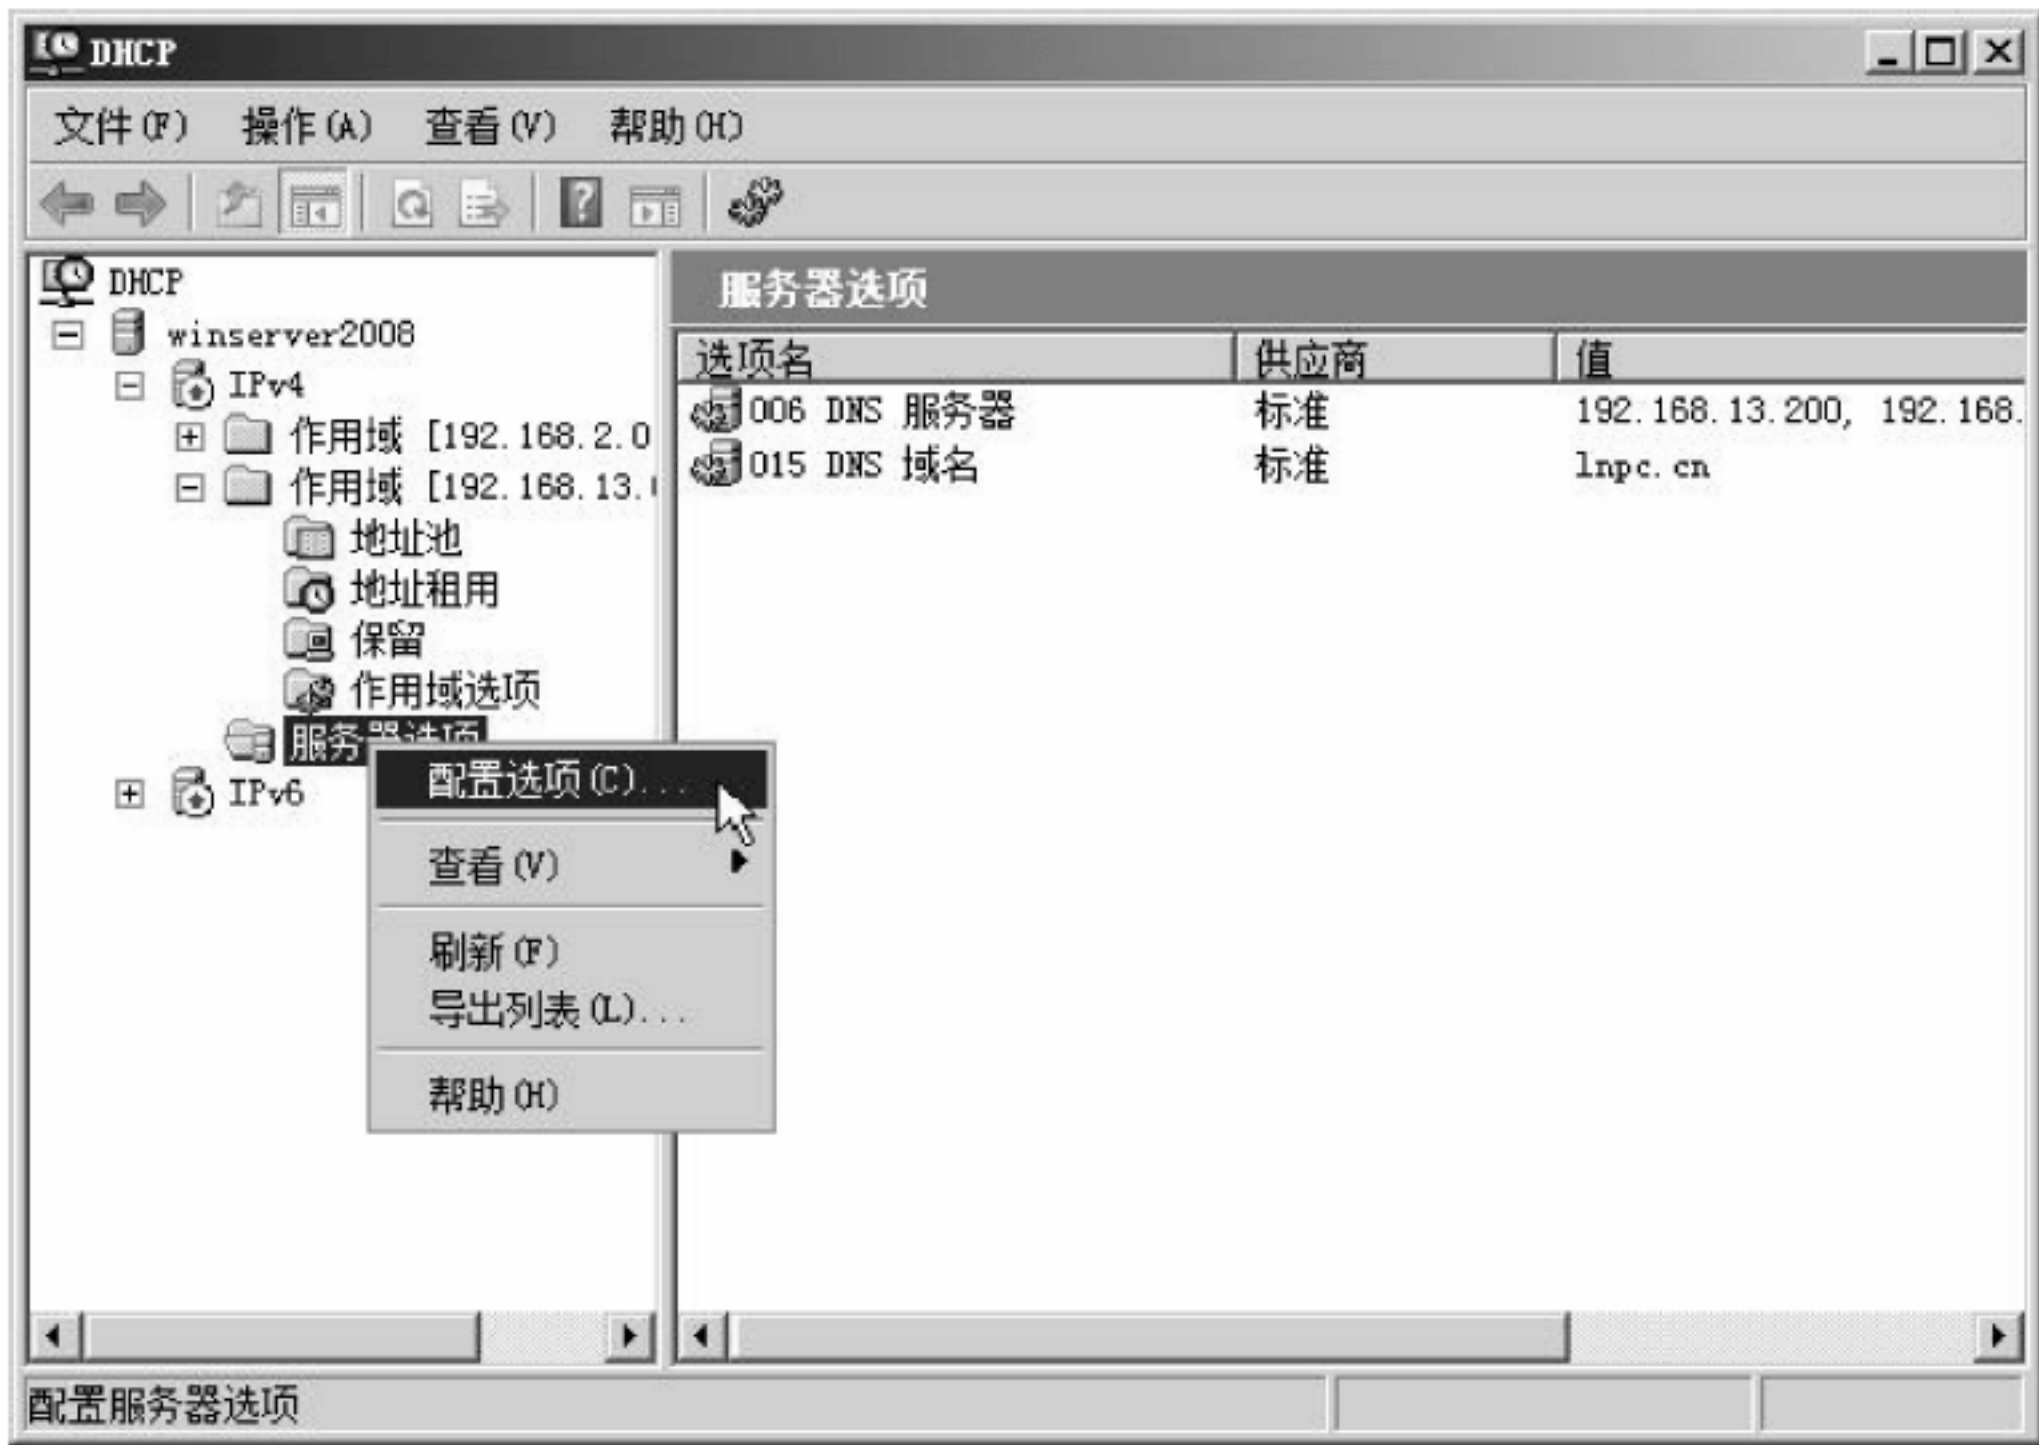 DHCP
文件(F) 操作(A) 查看(V) 帮助(H)
DHCP
winserver2008
IPv4
作用域 [192.168.2.0
作用域 [192.168.13.
地址池
地址租用
保留
作用域选项
服务器选项
IPv6
配置选项(C)...
查看(V)
刷新(F)
导出列表(L)...
帮助(H)
服务器选项
选项名 供应商 值
006 DNS 服务器 标准 192.168.13.200, 192.168.
015 DNS 域名 标准 lnpc.cn
配置服务器选项